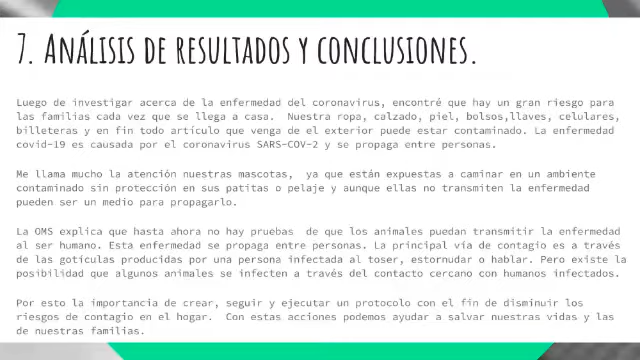 7. Análisis de resultados y conclusiones.
Luego de investigar acerca de la enfermedad del coronavirus, encontré que hay un gran riesgo para
las familias cada vez que se llega a casa. Nuestra ropa, calzado, piel, bolsos,llaves, celulares,
billeteras y en fin todo artículo que venga de el exterior puede estar contaminado. La enfermedad
covid-19 es causada por el coronavirus SARS-COV-2 y se propaga entre personas.
Me llama mucho la atención nuestras mascotas, ya que están expuestas a caminar en un ambiente
contaminado sin protección en sus patitas o pelaje y aunque ellas no transmiten la enfermedad
pueden ser un medio para propagarlo.
La OMS explica que hasta ahora no hay pruebas de que los animales puedan transmitir la enfermedad
al ser humano. Esta enfermedad se propaga entre personas. La principal vía de contagio es a través
de las gotículas producidas por una persona infectada al toser, estornudar o hablar. Pero existe la
posibilidad que algunos animales se infecten a través del contacto cercano con humanos infectados.
Por esto la importancia de crear, seguir y ejecutar un protocolo con el fin de disminuir los
riesgos de contagio en el hogar. Con estas acciones podemos ayudar a salvar nuestras vidas y las
de nuestras familias.